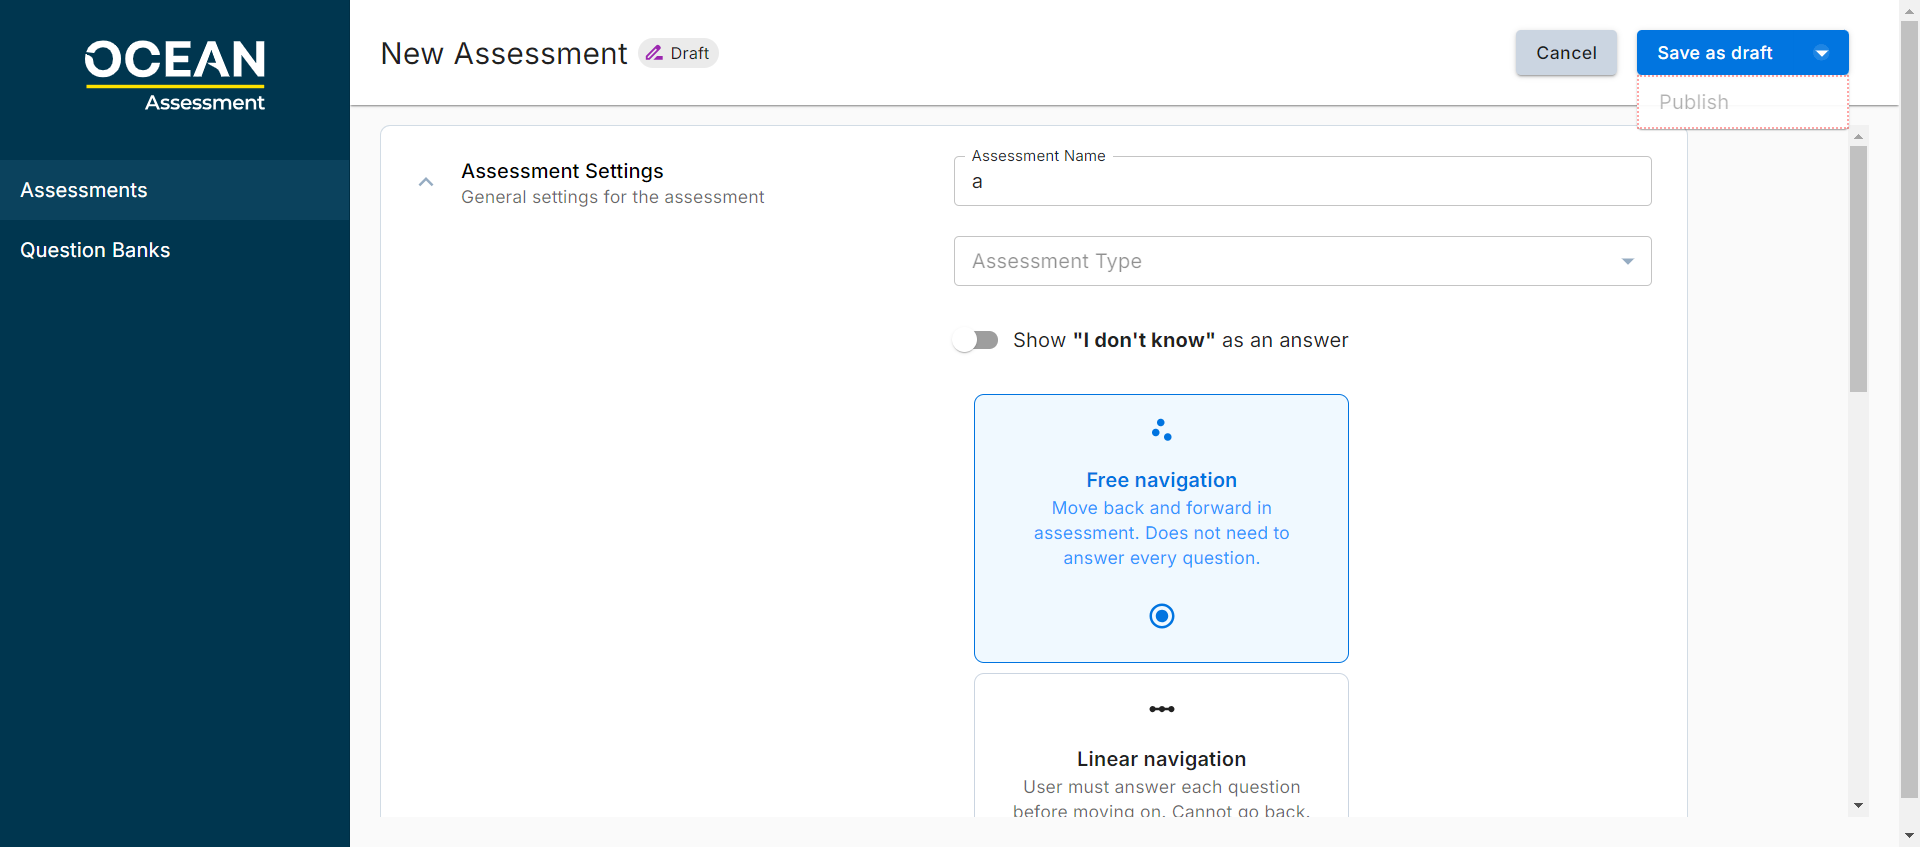 OCEAN
Assessment
Assessments
Question Banks
New Assessment
Draft
Cancel
Save as draft
Publish
Assessment Settings
General settings for the assessment
Assessment Name
a
Assessment Type
Show "I don't know" as an answer
Free navigation
Move back and forward in
assessment. Does not need to
answer every question.
Linear navigation
User must answer each question
before moving on. Cannot go back.